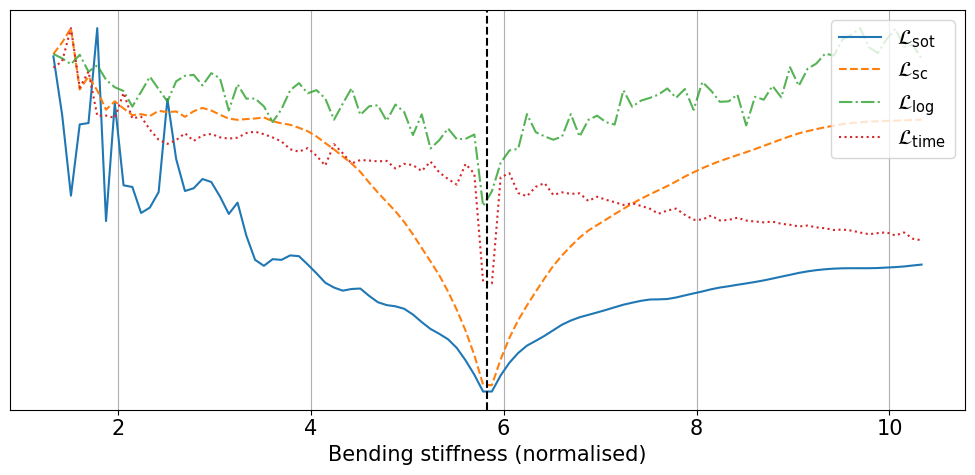 ℒsot
ℒsc
ℒlog
ℒtime
2 4 6 8 10
Bending stiffness (normalised)